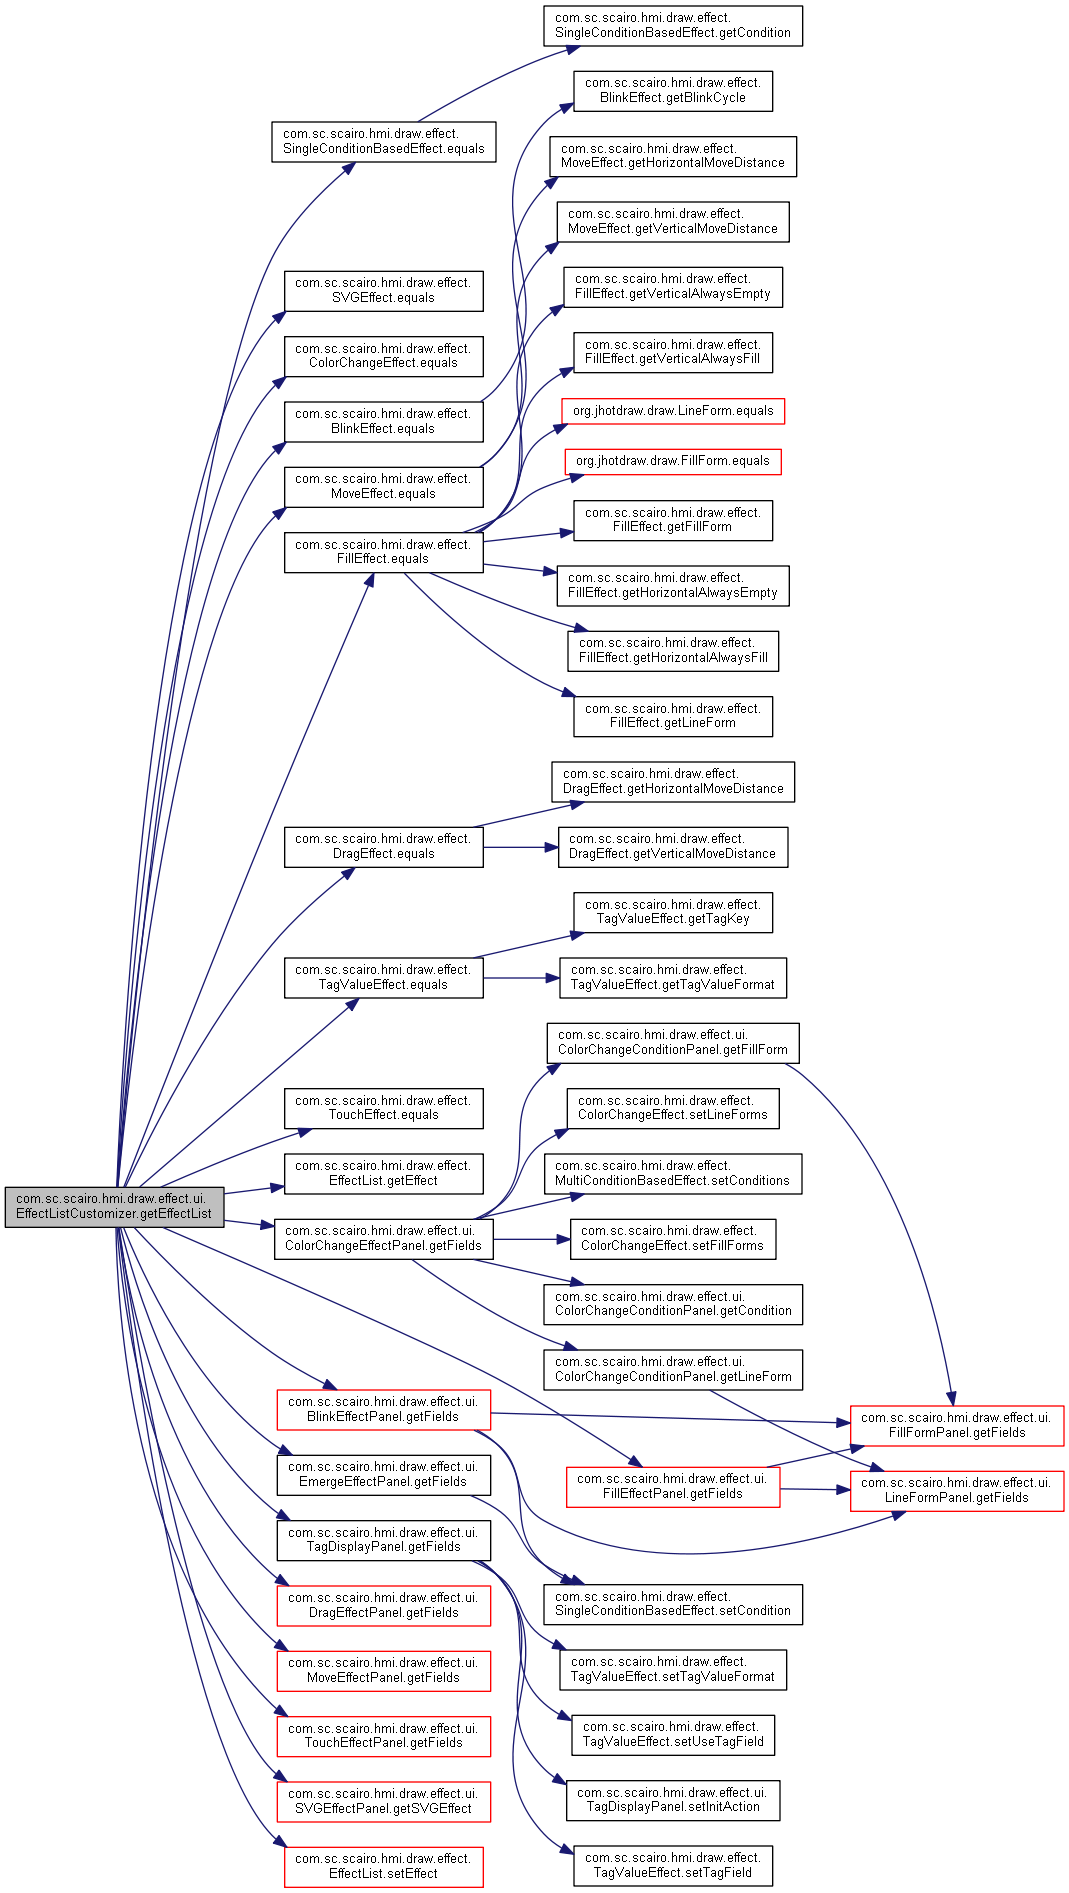 com.sc.scairo.hmi.draw.effect.
SingleConditionBasedEffect.getCondition
com.sc.scairo.hmi.draw.effect.
BlinkEffect.getBlinkCycle
com.sc.scairo.hmi.draw.effect.
SingleConditionBasedEffect.equals
com.sc.scairo.hmi.draw.effect.
MoveEffect.getHorizontalMoveDistance
com.sc.scairo.hmi.draw.effect.
MoveEffect.getVerticalMoveDistance
com.sc.scairo.hmi.draw.effect.
SVGEffect.equals
com.sc.scairo.hmi.draw.effect.
FillEffect.getVerticalAlwaysEmpty
com.sc.scairo.hmi.draw.effect.
ColorChangeEffect.equals
com.sc.scairo.hmi.draw.effect.
FillEffect.getVerticalAlwaysFill
com.sc.scairo.hmi.draw.effect.
BlinkEffect.equals
org.jhotdraw.draw.LineForm.equals
com.sc.scairo.hmi.draw.effect.
MoveEffect.equals
org.jhotdraw.draw.FillForm.equals
com.sc.scairo.hmi.draw.effect.
FillEffect.getFillForm
com.sc.scairo.hmi.draw.effect.
FillEffect.equals
com.sc.scairo.hmi.draw.effect.
FillEffect.getHorizontalAlwaysEmpty
com.sc.scairo.hmi.draw.effect.
FillEffect.getHorizontalAlwaysFill
com.sc.scairo.hmi.draw.effect.
FillEffect.getLineForm
com.sc.scairo.hmi.draw.effect.
DragEffect.getHorizontalMoveDistance
com.sc.scairo.hmi.draw.effect.
DragEffect.equals
com.sc.scairo.hmi.draw.effect.
DragEffect.getVerticalMoveDistance
com.sc.scairo.hmi.draw.effect.
TagValueEffect.getTagKey
com.sc.scairo.hmi.draw.effect.
TagValueEffect.equals
com.sc.scairo.hmi.draw.effect.
TagValueEffect.getTagValueFormat
com.sc.scairo.hmi.draw.effect.ui.
ColorChangeConditionPanel.getFillForm
com.sc.scairo.hmi.draw.effect.
TouchEffect.equals
com.sc.scairo.hmi.draw.effect.
ColorChangeEffect.setLineForms
com.sc.scairo.hmi.draw.effect.
EffectList.getEffect
com.sc.scairo.hmi.draw.effect.
MultiConditionBasedEffect.setConditions
com.sc.scairo.hmi.draw.effect.ui.
EffectListCustomizer.getEffectList
com.sc.scairo.hmi.draw.effect.ui.
ColorChangeEffectPanel.getFields
com.sc.scairo.hmi.draw.effect.
ColorChangeEffect.setFillForms
com.sc.scairo.hmi.draw.effect.ui.
ColorChangeConditionPanel.getCondition
com.sc.scairo.hmi.draw.effect.ui.
ColorChangeConditionPanel.getLineForm
com.sc.scairo.hmi.draw.effect.ui.
BlinkEffectPanel.getFields
com.sc.scairo.hmi.draw.effect.ui.
FillFormPanel.getFields
com.sc.scairo.hmi.draw.effect.ui.
EmergeEffectPanel.getFields
com.sc.scairo.hmi.draw.effect.ui.
FillEffectPanel.getFields
com.sc.scairo.hmi.draw.effect.ui.
LineFormPanel.getFields
com.sc.scairo.hmi.draw.effect.ui.
TagDisplayPanel.getFields
com.sc.scairo.hmi.draw.effect.ui.
DragEffectPanel.getFields
com.sc.scairo.hmi.draw.effect.
SingleConditionBasedEffect.setCondition
com.sc.scairo.hmi.draw.effect.ui.
MoveEffectPanel.getFields
com.sc.scairo.hmi.draw.effect.
TagValueEffect.setTagValueFormat
com.sc.scairo.hmi.draw.effect.ui.
TouchEffectPanel.getFields
com.sc.scairo.hmi.draw.effect.
TagValueEffect.setUseTagField
com.sc.scairo.hmi.draw.effect.ui.
SVGEffectPanel.getSVGEffect
com.sc.scairo.hmi.draw.effect.ui.
TagDisplayPanel.setInitAction
com.sc.scairo.hmi.draw.effect.
EffectList.setEffect
com.sc.scairo.hmi.draw.effect.
TagValueEffect.setTagField